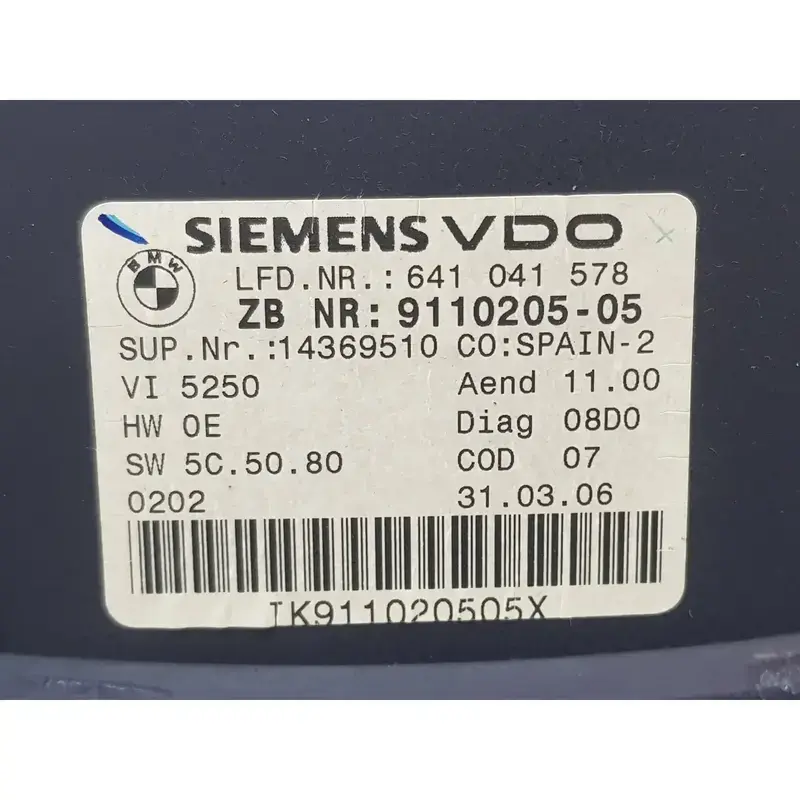 SIEMENS VDO
BMW
LFD.NR.: 641 041 578
ZB NR: 9110205-05
SUP.Nr.:14369510 CO:SPAIN-2
VI 5250 Aend 11.00
HW 0E Diag 08D0
SW 5C.50.80 COD 07
0202 31.03.06
TK911020505X